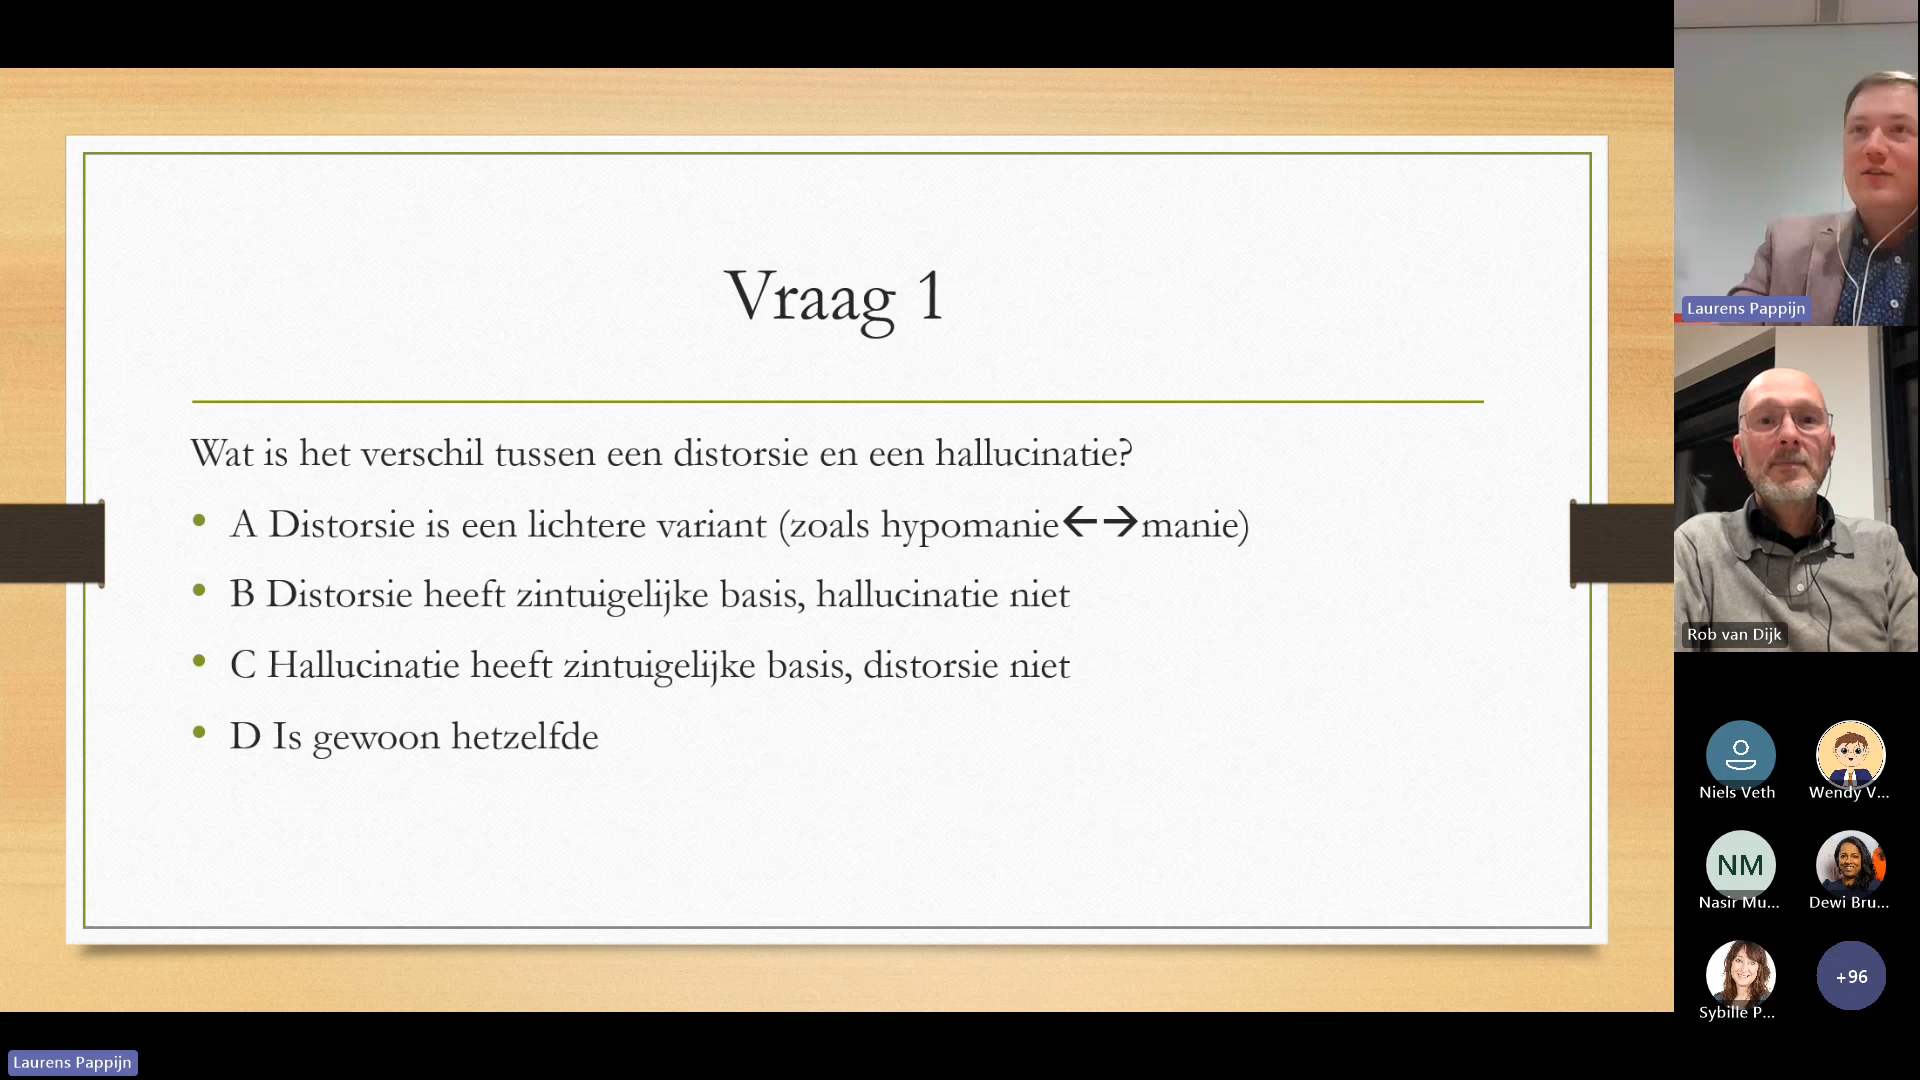 Vraag 1
Wat is het verschil tussen een distorsie en een hallucinatie?
• A Distorsie is een lichtere variant (zoals hypomanie←→manie)
• B Distorsie heeft zintuigelijke basis, hallucinatie niet
• C Hallucinatie heeft zintuigelijke basis, distorsie niet
• D Is gewoon hetzelfde
Laurens Pappijn
Rob van Dijk
Niels Veth
Wendy V...
NM
Nasir Mu...
Dewi Bru...
Sybille P...
+96
Laurens Pappijn